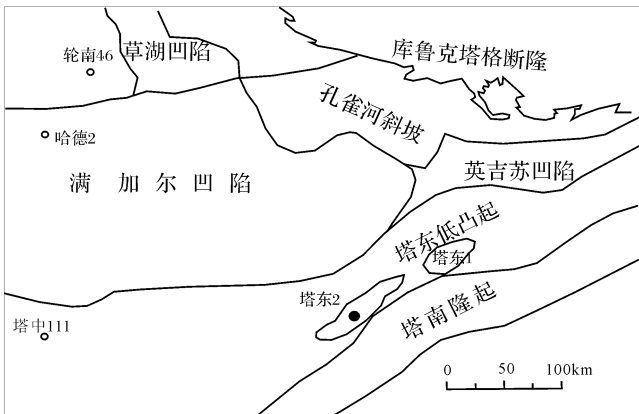 轮南46
草湖凹陷
库鲁克塔格断隆
孔雀河斜坡
哈德2
满加尔凹陷
英吉苏凹陷
塔东低凸起
塔东1
塔东2
塔南隆起
塔中111
0 50 100km